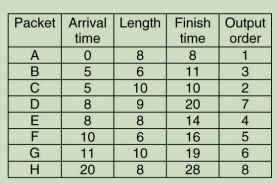 Packet Arrival time Length Finish time Output order
A 0 8 8 1
B 5 6 11 3
C 5 10 10 2
D 8 9 20 7
E 8 8 14 4
F 10 6 16 5
G 11 10 19 6
H 20 8 28 8